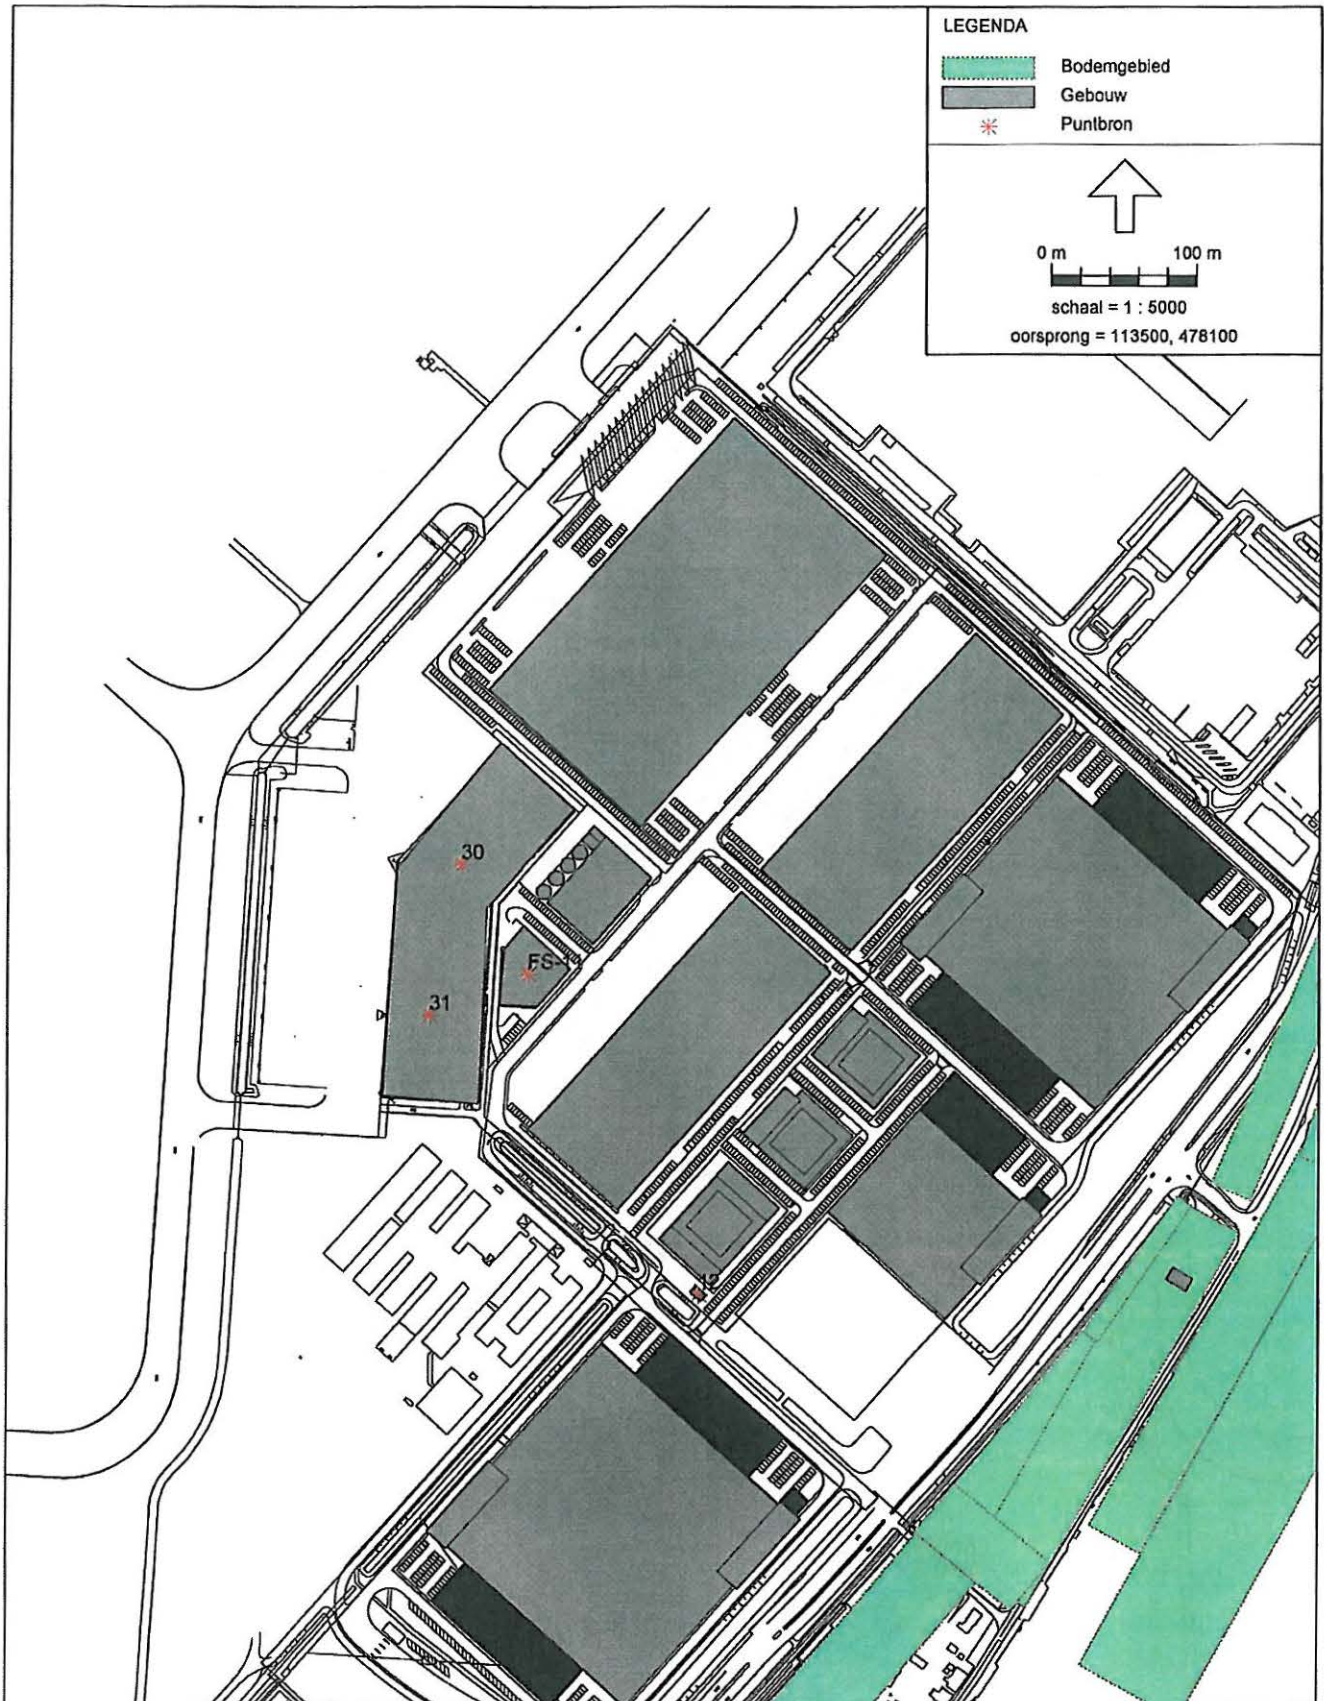 LEGENDA
Bodemgebied
Gebouw
Puntbron
0 m 100 m
schaal = 1 : 5000
oorsprong = 113500, 478100
30
31